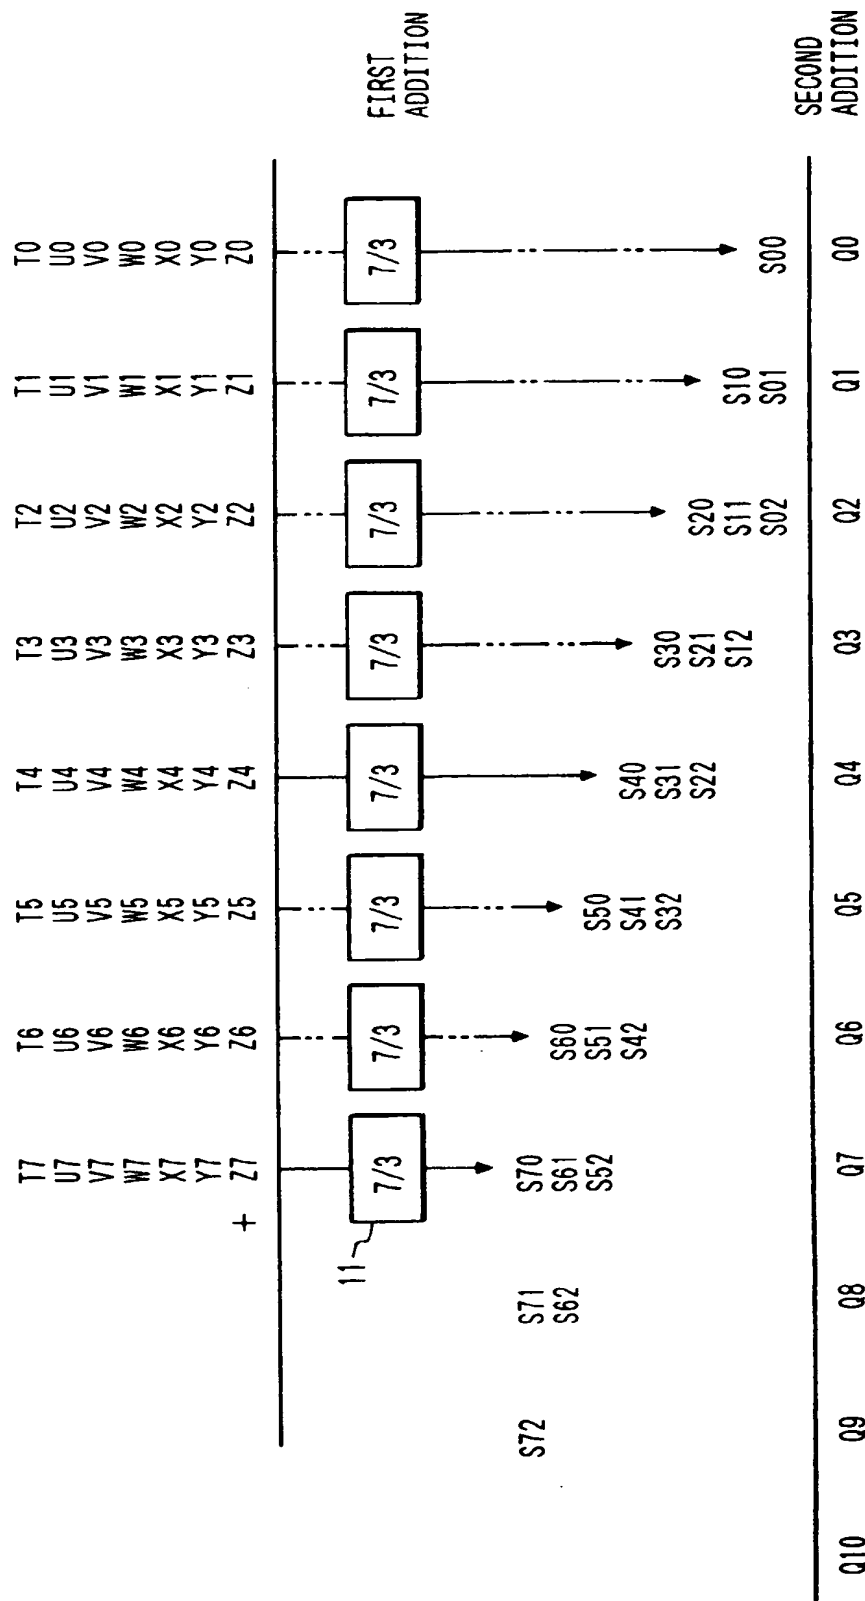 T7 T6 T5 T4 T3 T2 T1 T0
U7 U6 U5 U4 U3 U2 U1 U0
V7 V6 V5 V4 V3 V2 V1 V0
W7 W6 W5 W4 W3 W2 W1 W0
X7 X6 X5 X4 X3 X2 X1 X0
Y7 Y6 Y5 Y4 Y3 Y2 Y1 Y0
+ Z7 Z6 Z5 Z4 Z3 Z2 Z1 Z0
11 7/3 7/3 7/3 7/3 7/3 7/3 7/3 7/3 FIRST
ADDITION
S72 S71 S70
S62 S61 S60
S52 S51 S50
S42 S41 S40
S32 S31 S30
S22 S21 S20
S12 S11 S10
S02 S01 S00
SECOND
Q10 Q9 Q8 Q7 Q6 Q5 Q4 Q3 Q2 Q1 Q0 ADDITION